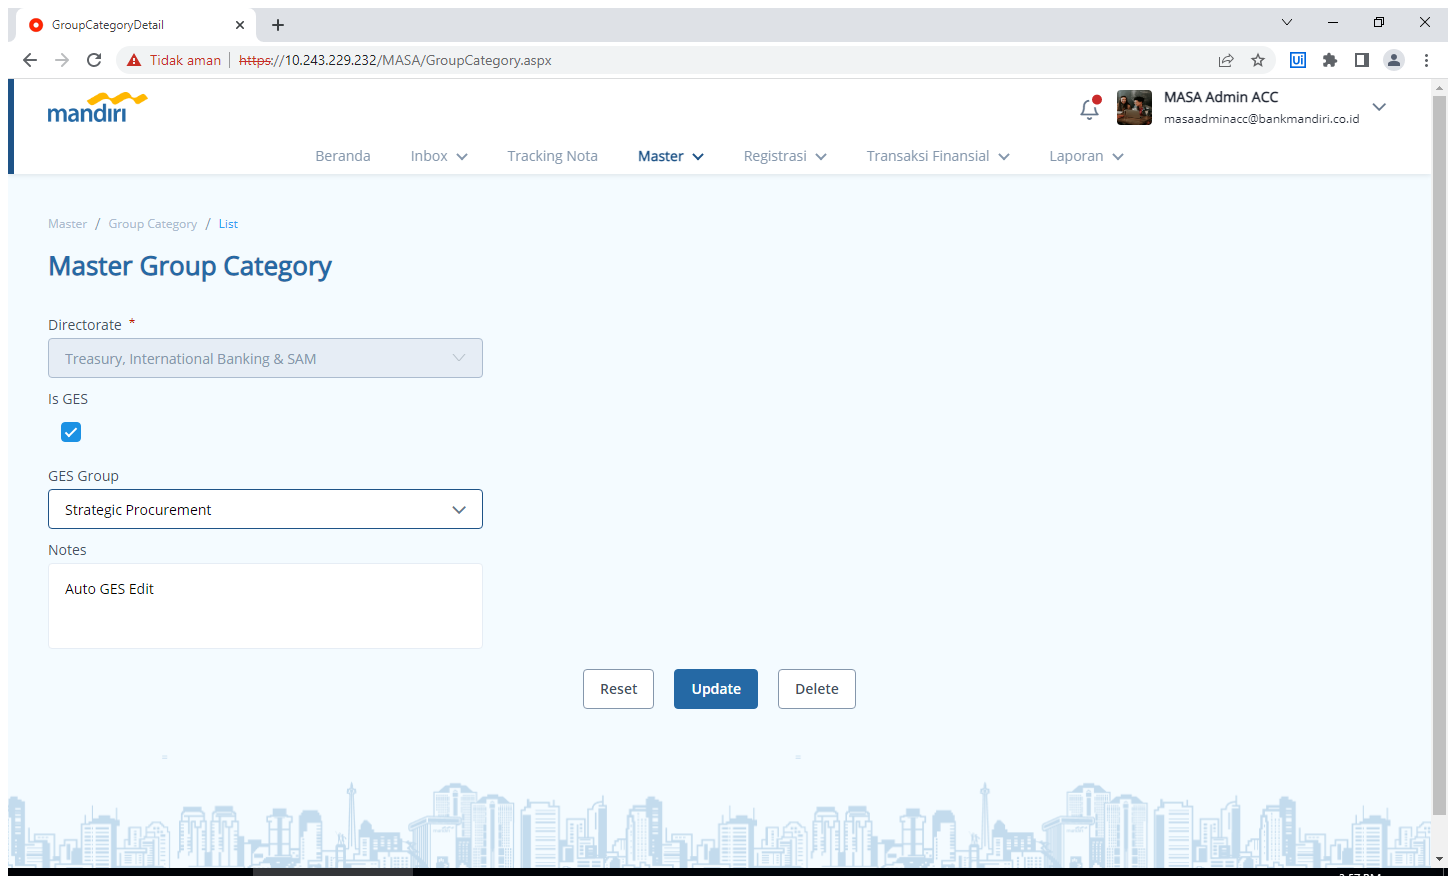 GroupCategoryDetail
Tidak aman
https://10.243.229.232/MASA/GroupCategory.aspx
Ui
mandiri
MASA Admin ACC
masaadminacc@bankmandiri.co.id
Beranda
Inbox
Tracking Nota
Master
Registrasi
Transaksi Finansial
Laporan
Master / Group Category / List
Master Group Category
Directorate *
Treasury, International Banking & SAM
Is GES
GES Group
Strategic Procurement
Notes
Auto GES Edit
Reset
Update
Delete